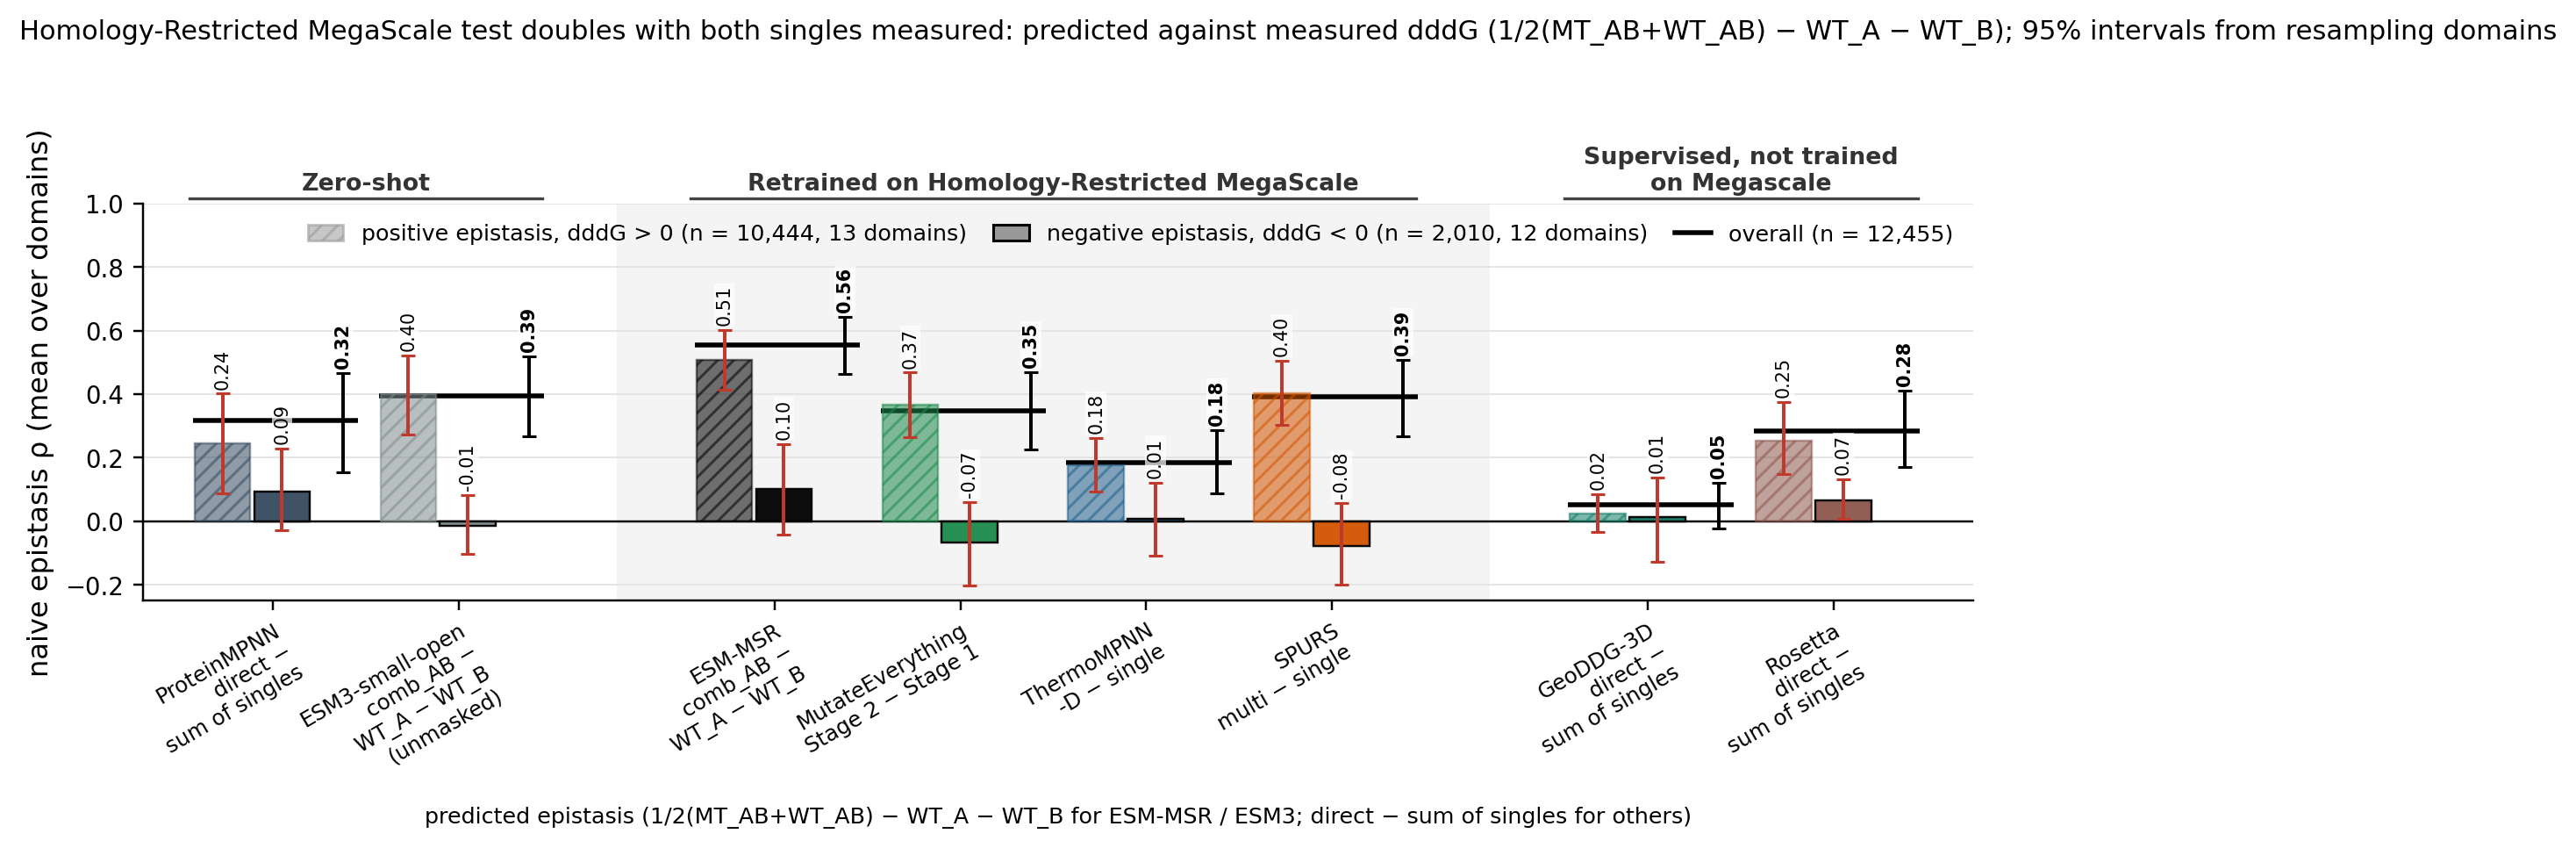 Homology-Restricted MegaScale test doubles with both singles measured: predicted against measured dddG (1/2(MT_AB+WT_AB) − WT_A − WT_B); 95% intervals from resampling domains
Zero-shot
Retrained on Homology-Restricted MegaScale
Supervised, not trained
on Megascale
positive epistasis, dddG > 0 (n = 10,444, 13 domains)
negative epistasis, dddG < 0 (n = 2,010, 12 domains)
overall (n = 12,455)
naive epistasis ρ (mean over domains)
1.0
0.8
0.6
0.4
0.2
0.0
−0.2
0.24
0.09
0.32
0.40
-0.01
0.39
0.51
0.10
0.56
0.37
-0.07
0.35
0.18
0.01
0.18
0.40
-0.08
0.39
0.02
0.01
0.05
0.25
0.07
0.28
ProteinMPNN
direct −
sum of singles
ESM3-small-open
comb_AB −
WT_A − WT_B
(unmasked)
ESM-MSR
comb_AB −
WT_A − WT_B
MutateEverything
Stage 2 − Stage 1
ThermoMPNN
-D − single
SPURS
multi − single
GeoDDG-3D
direct −
sum of singles
Rosetta
direct −
sum of singles
predicted epistasis (1/2(MT_AB+WT_AB) − WT_A − WT_B for ESM-MSR / ESM3; direct − sum of singles for others)